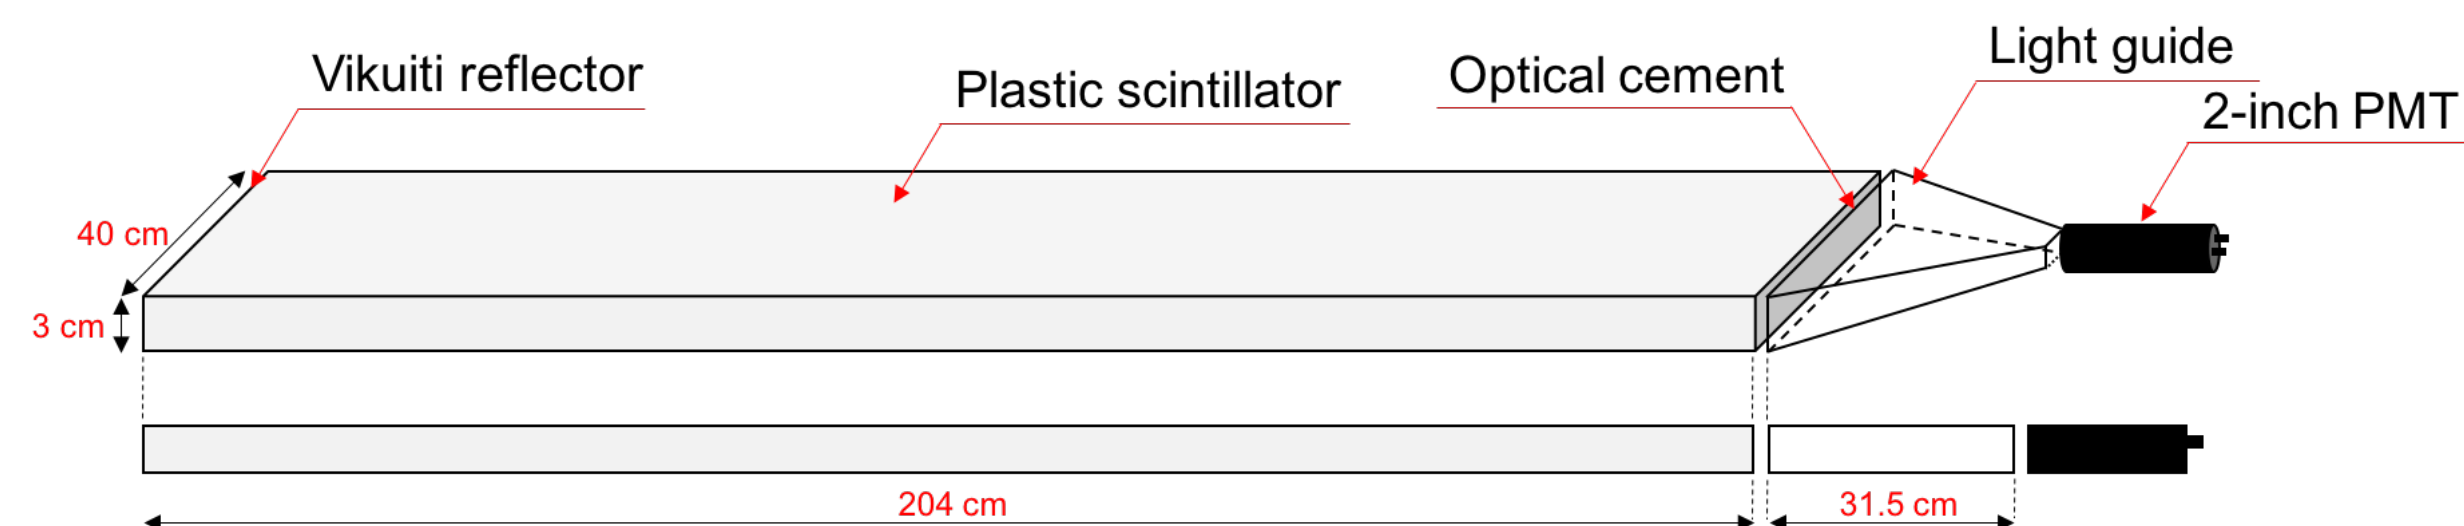 Vikuiti reflector
Plastic scintillator
Optical cement
Light guide
2-inch PMT
40 cm
3 cm
204 cm
31.5 cm